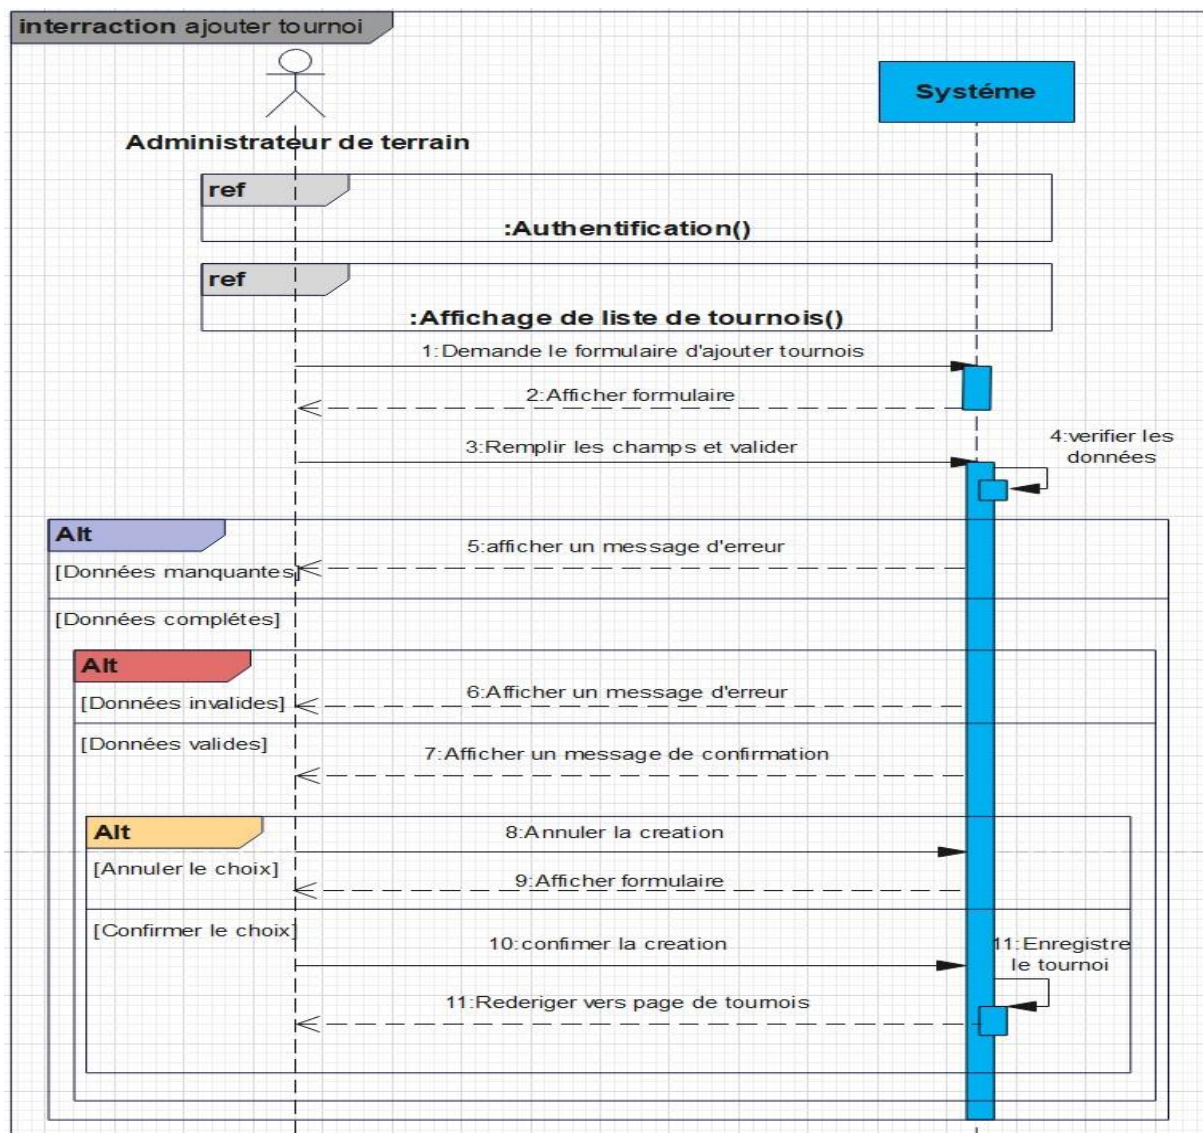 interraction ajouter tournoi
Systéme
Administrateur de terrain
ref
:Authentification()
ref
:Affichage de liste de tournois()
1:Demande le formulaire d'ajouter tournois
2:Afficher formulaire
3:Remplir les champs et valider
4:verifier les
données
Alt
5:afficher un message d'erreur
[Données manquantes]
[Données complétes]
Alt
6:Afficher un message d'erreur
[Données invalides]
[Données valides]
7:Afficher un message de confirmation
Alt
8:Annuler la creation
[Annuler le choix]
9:Afficher formulaire
[Confirmer le choix]
10:confimer la creation
11:Enregistre
le tournoi
11:Rederiger vers page de tournois